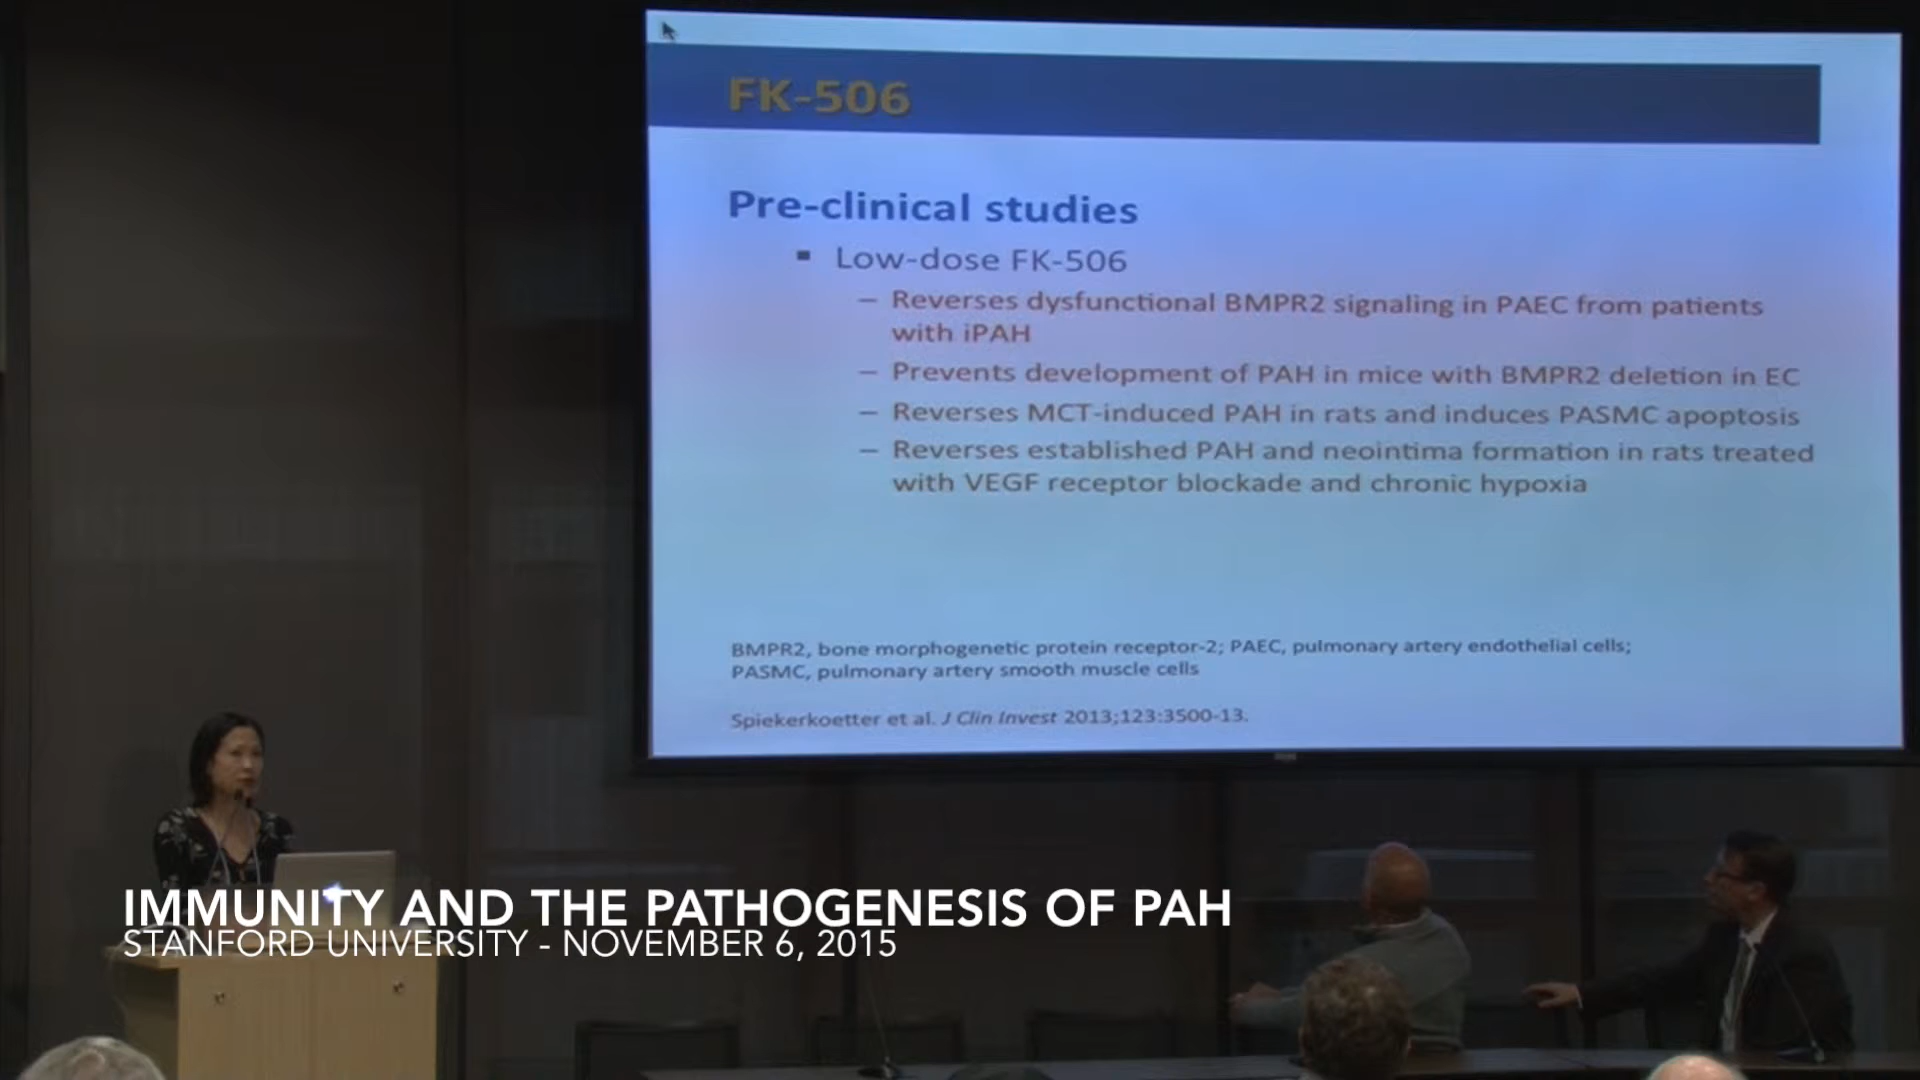 FK-506
Pre-clinical studies
▪ Low-dose FK-506
– Reverses dysfunctional BMPR2 signaling in PAEC from patients
with iPAH
– Prevents development of PAH in mice with BMPR2 deletion in EC
– Reverses MCT-induced PAH in rats and induces PASMC apoptosis
– Reverses established PAH and neointima formation in rats treated
with VEGF receptor blockade and chronic hypoxia
BMPR2, bone morphogenetic protein receptor-2; PAEC, pulmonary artery endothelial cells;
PASMC, pulmonary artery smooth muscle cells
Spiekerkoetter et al. J Clin Invest 2013;123:3500-13.
IMMUNITY AND THE PATHOGENESIS OF PAH
STANFORD UNIVERSITY - NOVEMBER 6, 2015